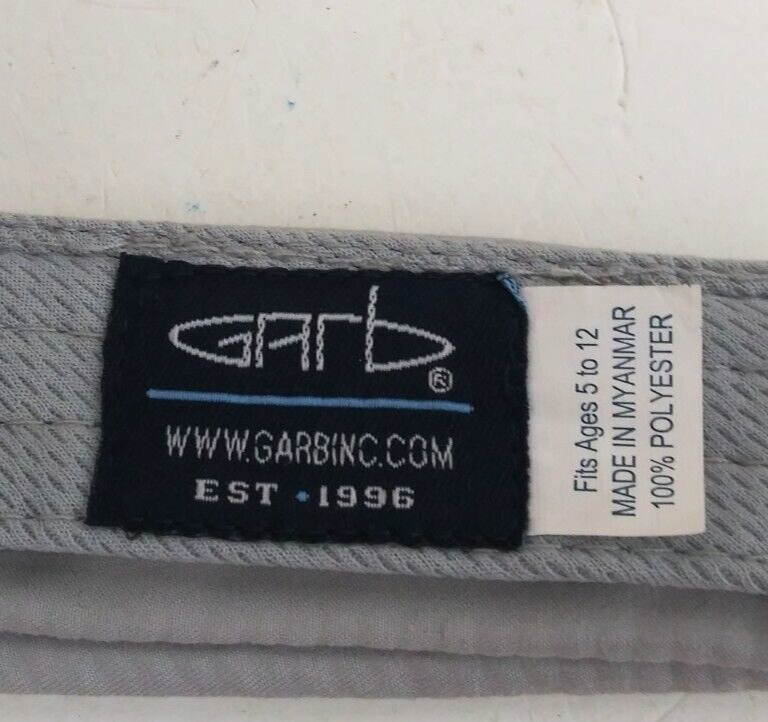 Garb®
WWW.GARBINC.COM
EST • 1996
Fits Ages 5 to 12
MADE IN MYANMAR
100% POLYESTER